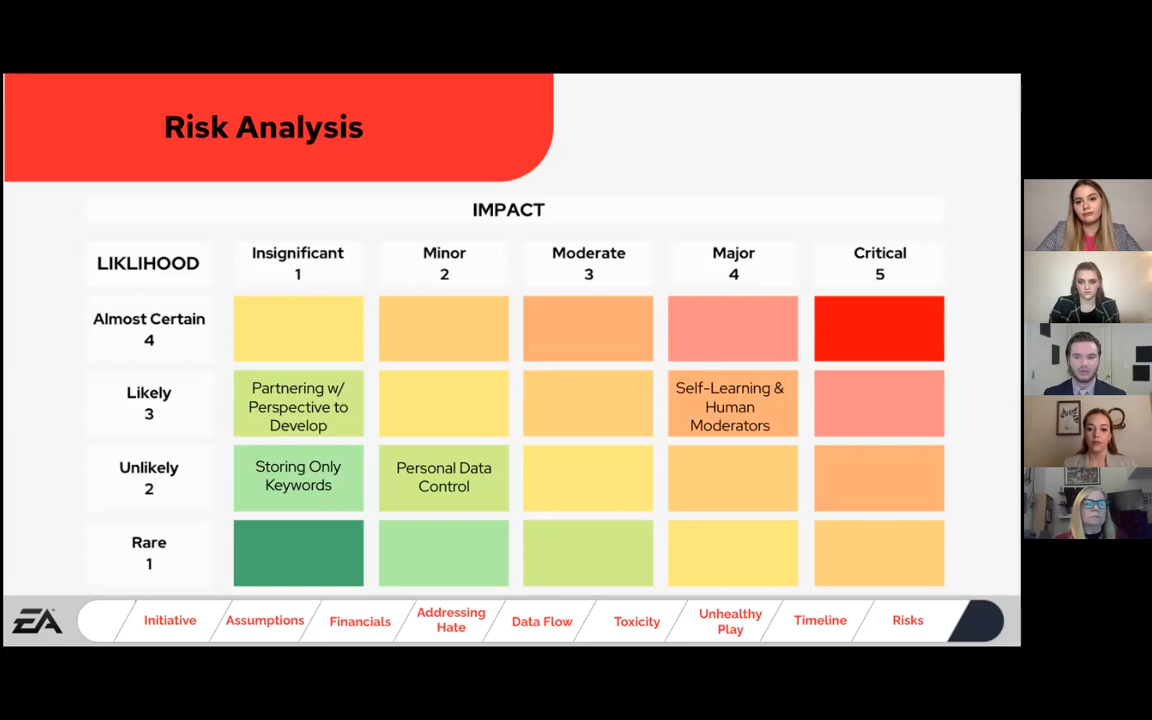 Risk Analysis
IMPACT
LIKLIHOOD
Insignificant
1
Minor
2
Moderate
3
Major
4
Critical
5
Almost Certain
4
Likely
3
Partnering w/
Perspective to
Develop
Self-Learning &
Human
Moderators
Unlikely
2
Storing Only
Keywords
Personal Data
Control
Rare
1
EA
Initiative
Assumptions
Financials
Addressing
Hate
Data Flow
Toxicity
Unhealthy
Play
Timeline
Risks